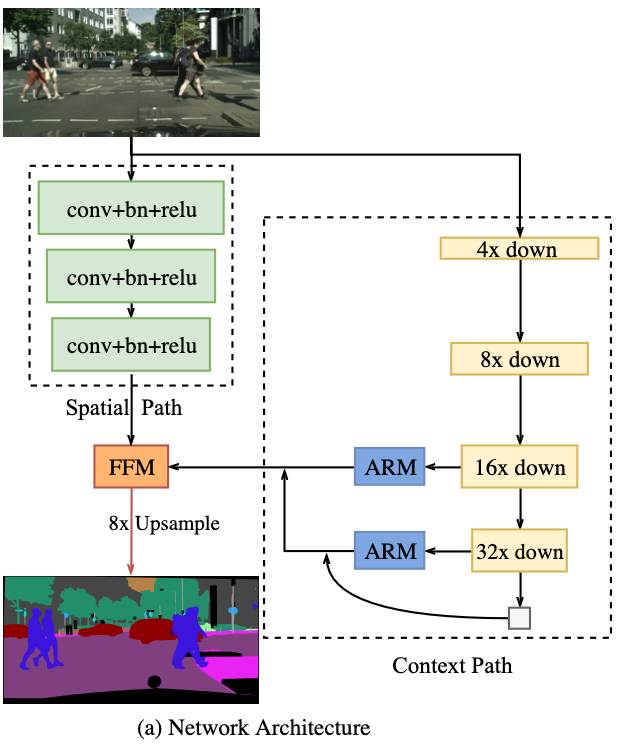 conv+bn+relu
conv+bn+relu
conv+bn+relu
Spatial Path
4x down
8x down
FFM
ARM
16x down
8x Upsample
ARM
32x down
Context Path
(a) Network Architecture